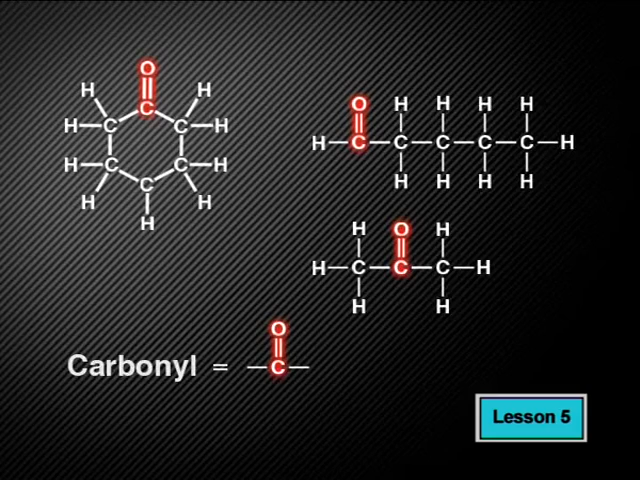 O
H H
C
H C C H
H C C H
H C H
H
O H H H H
H C C C C C H
H H H H
H O H
H C C C H
H H
O
Carbonyl = –C–
Lesson 5